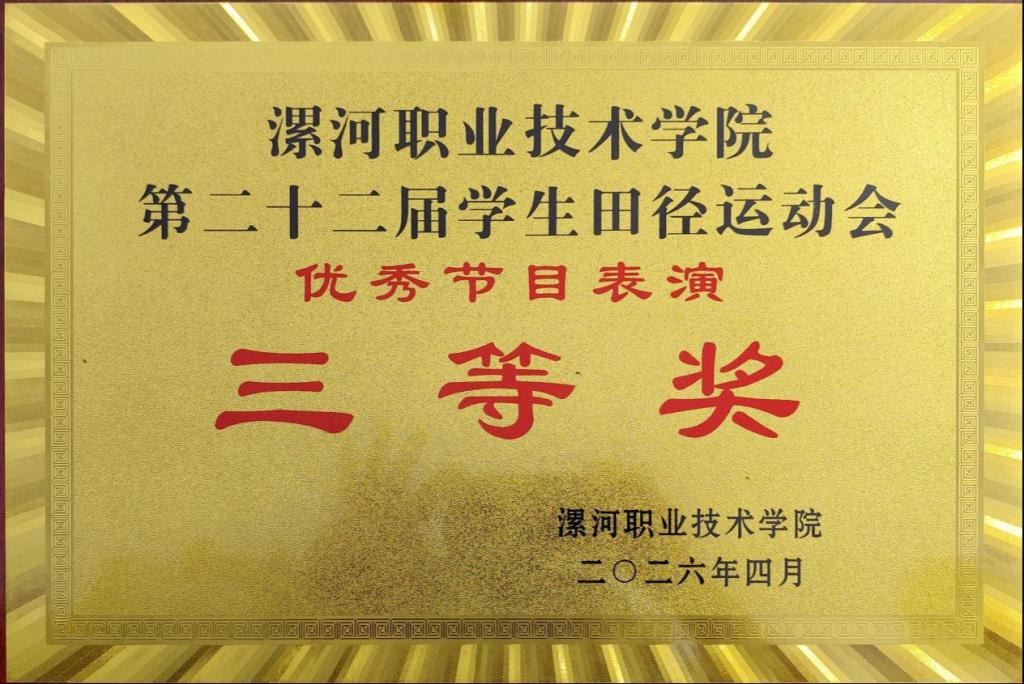 漯河职业技术学院
第二十二届学生田径运动会
优秀节目表演
三等奖
漯河职业技术学院
二〇二六年四月